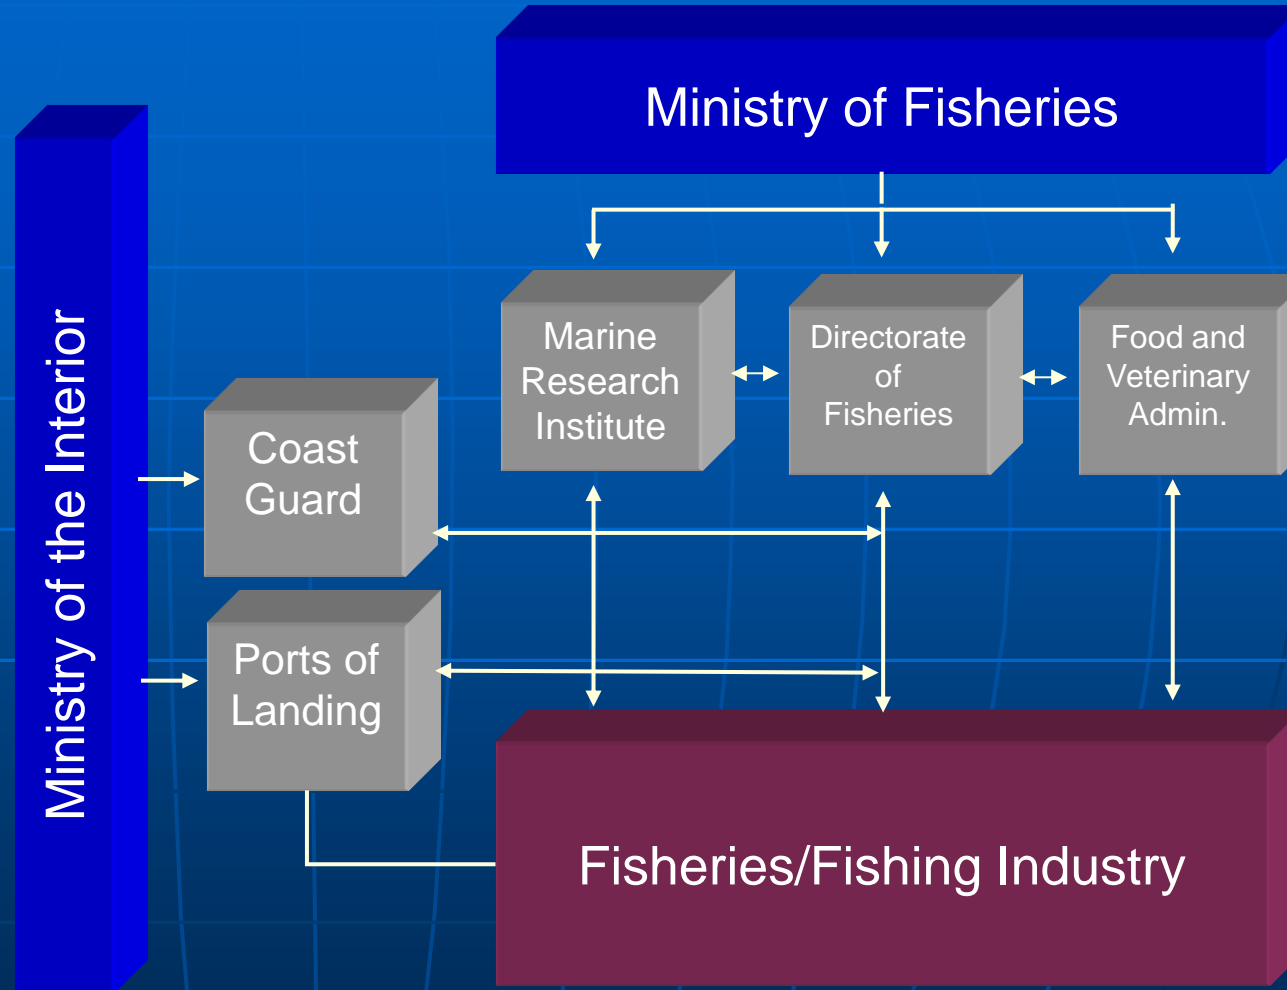 Ministry of Fisheries
Ministry of the Interior
Marine
Research
Institute
Directorate
of
Fisheries
Food and
Veterinary
Admin.
Coast
Guard
Ports of
Landing
Fisheries/Fishing Industry